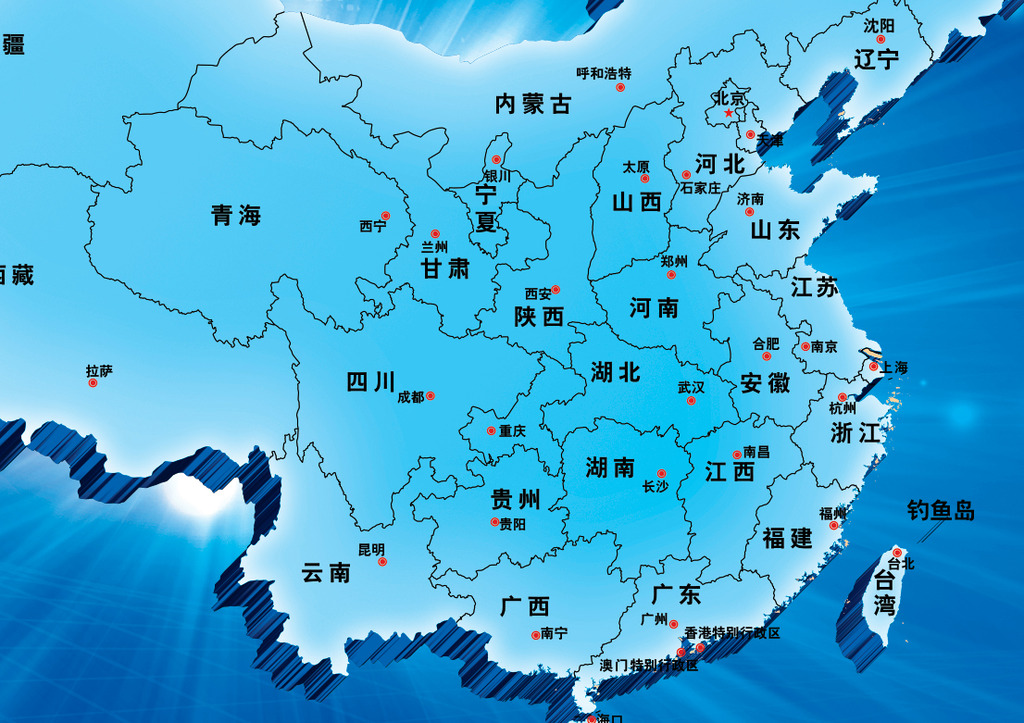 沈阳
疆
辽宁
呼和浩特
内蒙古
北京
天津
河北
太原
石家庄
银川
宁夏
山西
济南
青海
西宁
山东
兰州
甘肃
郑州
西藏
江苏
西安
河南
陕西
合肥
南京
拉萨
湖北
上海
四川
安徽
武汉
成都
杭州
重庆
浙江
南昌
湖南
江西
长沙
贵州
钓鱼岛
福州
贵阳
福建
昆明
台北
云南
台湾
广东
广西
广州
南宁
香港特别行政区
澳门特别行政区
海口